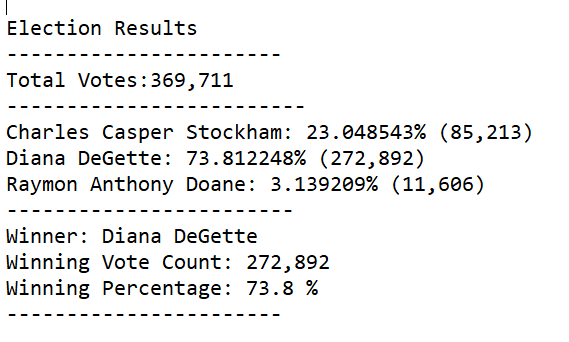 Election Results
-----------------------
Total Votes:369,711
-------------------------
Charles Casper Stockham: 23.048543% (85,213)
Diana DeGette: 73.812248% (272,892)
Raymon Anthony Doane: 3.139209% (11,606)
------------------------
Winner: Diana DeGette
Winning Vote Count: 272,892
Winning Percentage: 73.8 %
-----------------------